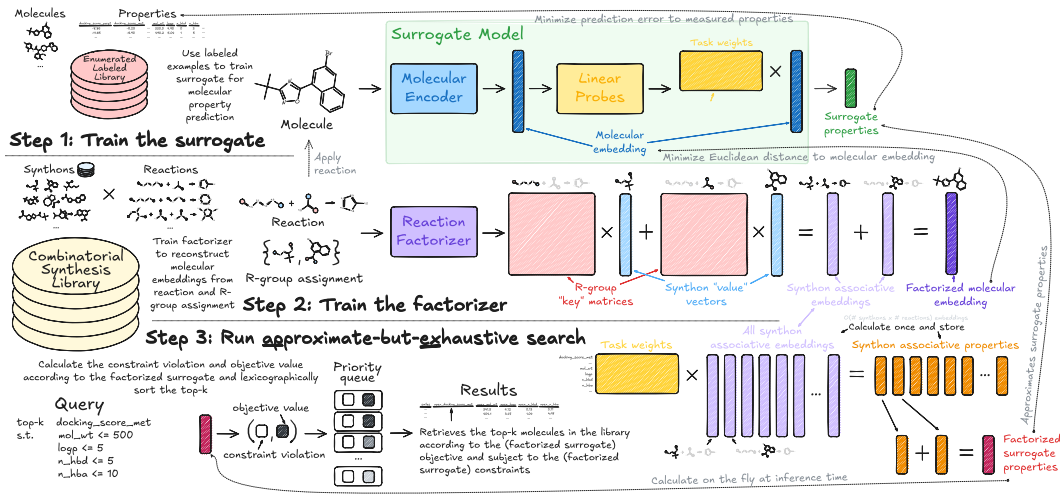 Molecules
Properties
Enumerated
Labeled
Library
...
Use labeled
examples to train
surrogate for
molecular
property
prediction
Br
Molecule
Minimize prediction error to measured properties
Surrogate Model
Molecular
Encoder
Linear
Probes
Task weights
×
Molecular
embedding
Surrogate
properties
Step 1: Train the surrogate
Apply
reaction
Minimize Euclidean distance to molecular embedding
Synthons
×
Reactions
...
...
Combinatorial
Synthesis
Library
Train factorizer
to reconstruct
molecular
embeddings from
reaction and R-
group assignment
Reaction
R-group assignment
Reaction
Factorizer
× + × = + =
R-group
"key" matrices
Synthon "value"
vectors
Synthon associative
embeddings
Factorized molecular
embedding
Step 2: Train the factorizer
Step 3: Run approximate-but-exhaustive search
O(# synthons x # reactions) embeddings
Calculate once and store
All synthon
associative embeddings
Synthon associative properties
Task weights
docking_score_met
mol_wt
logp
n_hbd
n_hba
×
...
=
...
Calculate the constraint violation and objective value
according to the factorized surrogate and lexicographically
sort the top-k
Query
top-k docking_score_met
s.t. mol_wt <= 500
logp <= 5
n_hbd <= 5
n_hba <= 10
objective value
( , )
constraint violation
Priority
queue
...
Results
Retrieves the top-k molecules in the library
according to the (factorized surrogate)
objective and subject to the (factorized
surrogate) constraints
+ =
Factorized
surrogate
properties
Approximates surrogate properties
Calculate on the fly at inference time